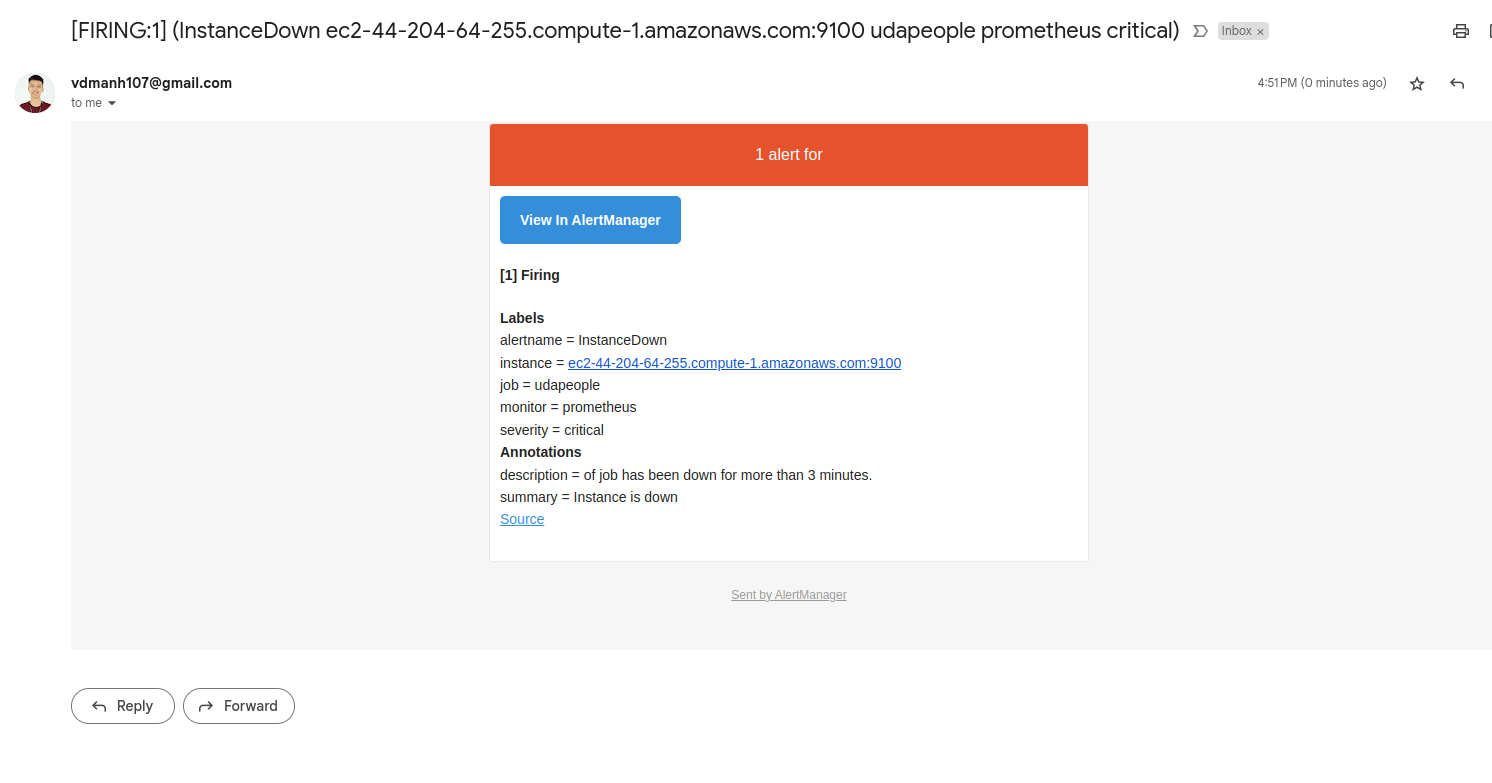 [FIRING:1] (InstanceDown ec2-44-204-64-255.compute-1.amazonaws.com:9100 udapeople prometheus critical) Inbox ×
vdmanh107@gmail.com 4:51 PM (0 minutes ago)
to me
1 alert for
View In AlertManager
[1] Firing
Labels
alertname = InstanceDown
instance = ec2-44-204-64-255.compute-1.amazonaws.com:9100
job = udapeople
monitor = prometheus
severity = critical
Annotations
description = of job has been down for more than 3 minutes.
summary = Instance is down
Source
Sent by AlertManager
Reply Forward